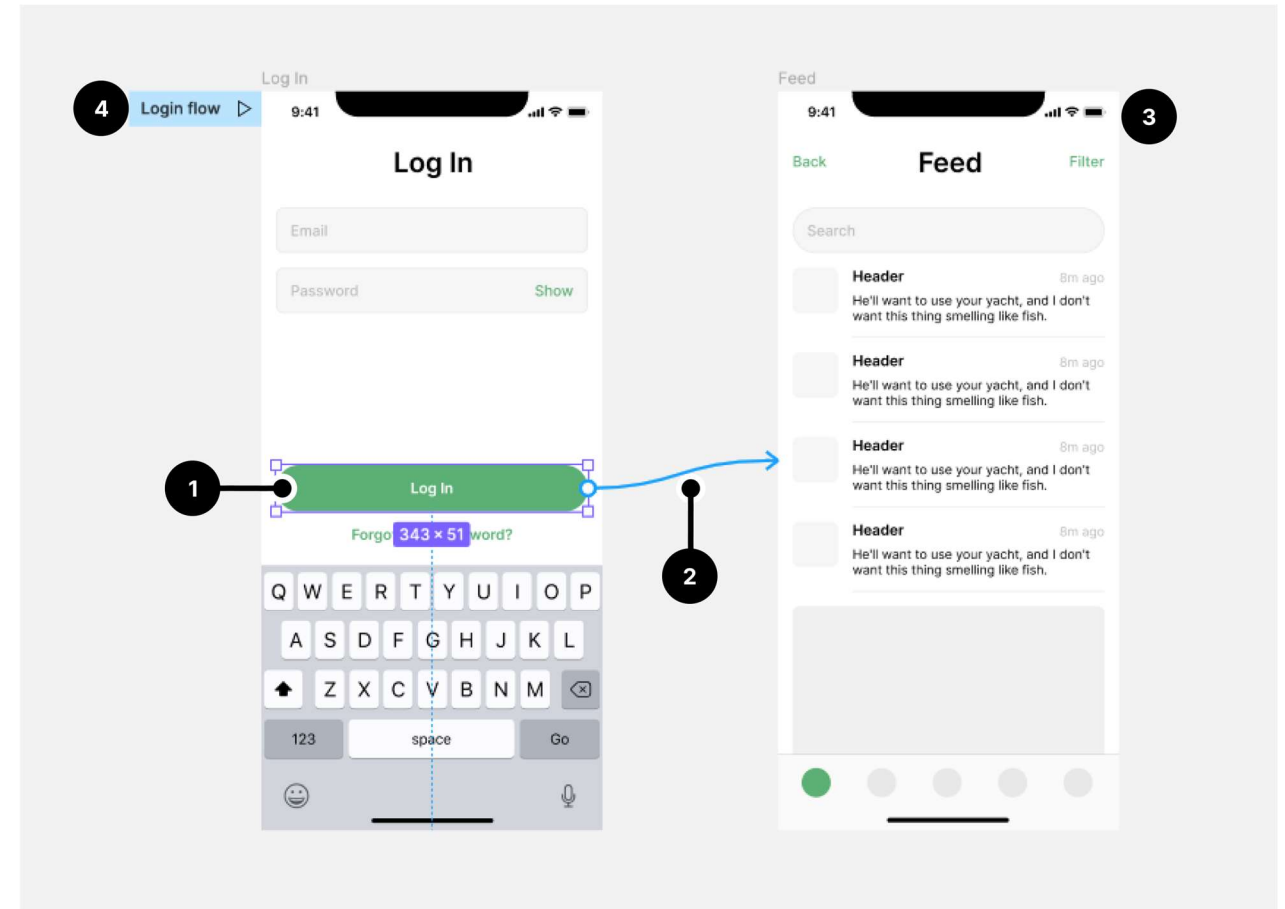 Log In
Feed
4
Login flow
9:41
9:41
3
Log In
Back
Feed
Filter
Email
Search
Password
Show
Header
8m ago
He'll want to use your yacht, and I don't
want this thing smelling like fish.
Header
8m ago
He'll want to use your yacht, and I don't
want this thing smelling like fish.
Header
8m ago
He'll want to use your yacht, and I don't
want this thing smelling like fish.
Header
8m ago
He'll want to use your yacht, and I don't
want this thing smelling like fish.
1
Log In
2
Forgo 343 × 51 word?
Q W E R T Y U I O P
A S D F G H J K L
Z X C V B N M
123
space
Go